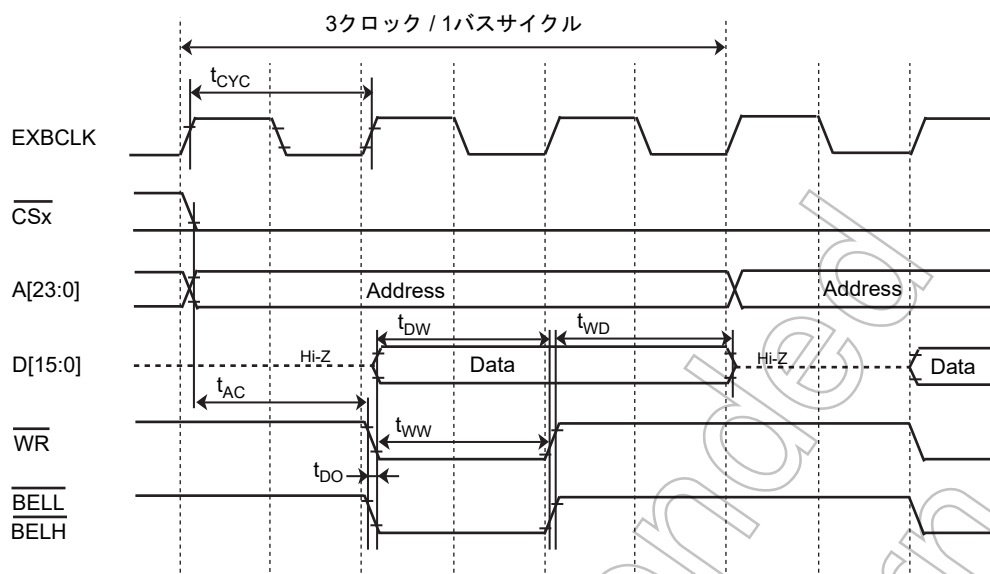 3クロック / 1バスサイクル
tCYC
EXBCLK
CSx
A[23:0]
Address
Address
tDW
tWD
D[15:0]
Hi-Z
Data
Hi-Z
Data
tAC
WR
tWW
tDO
BELL
BELH